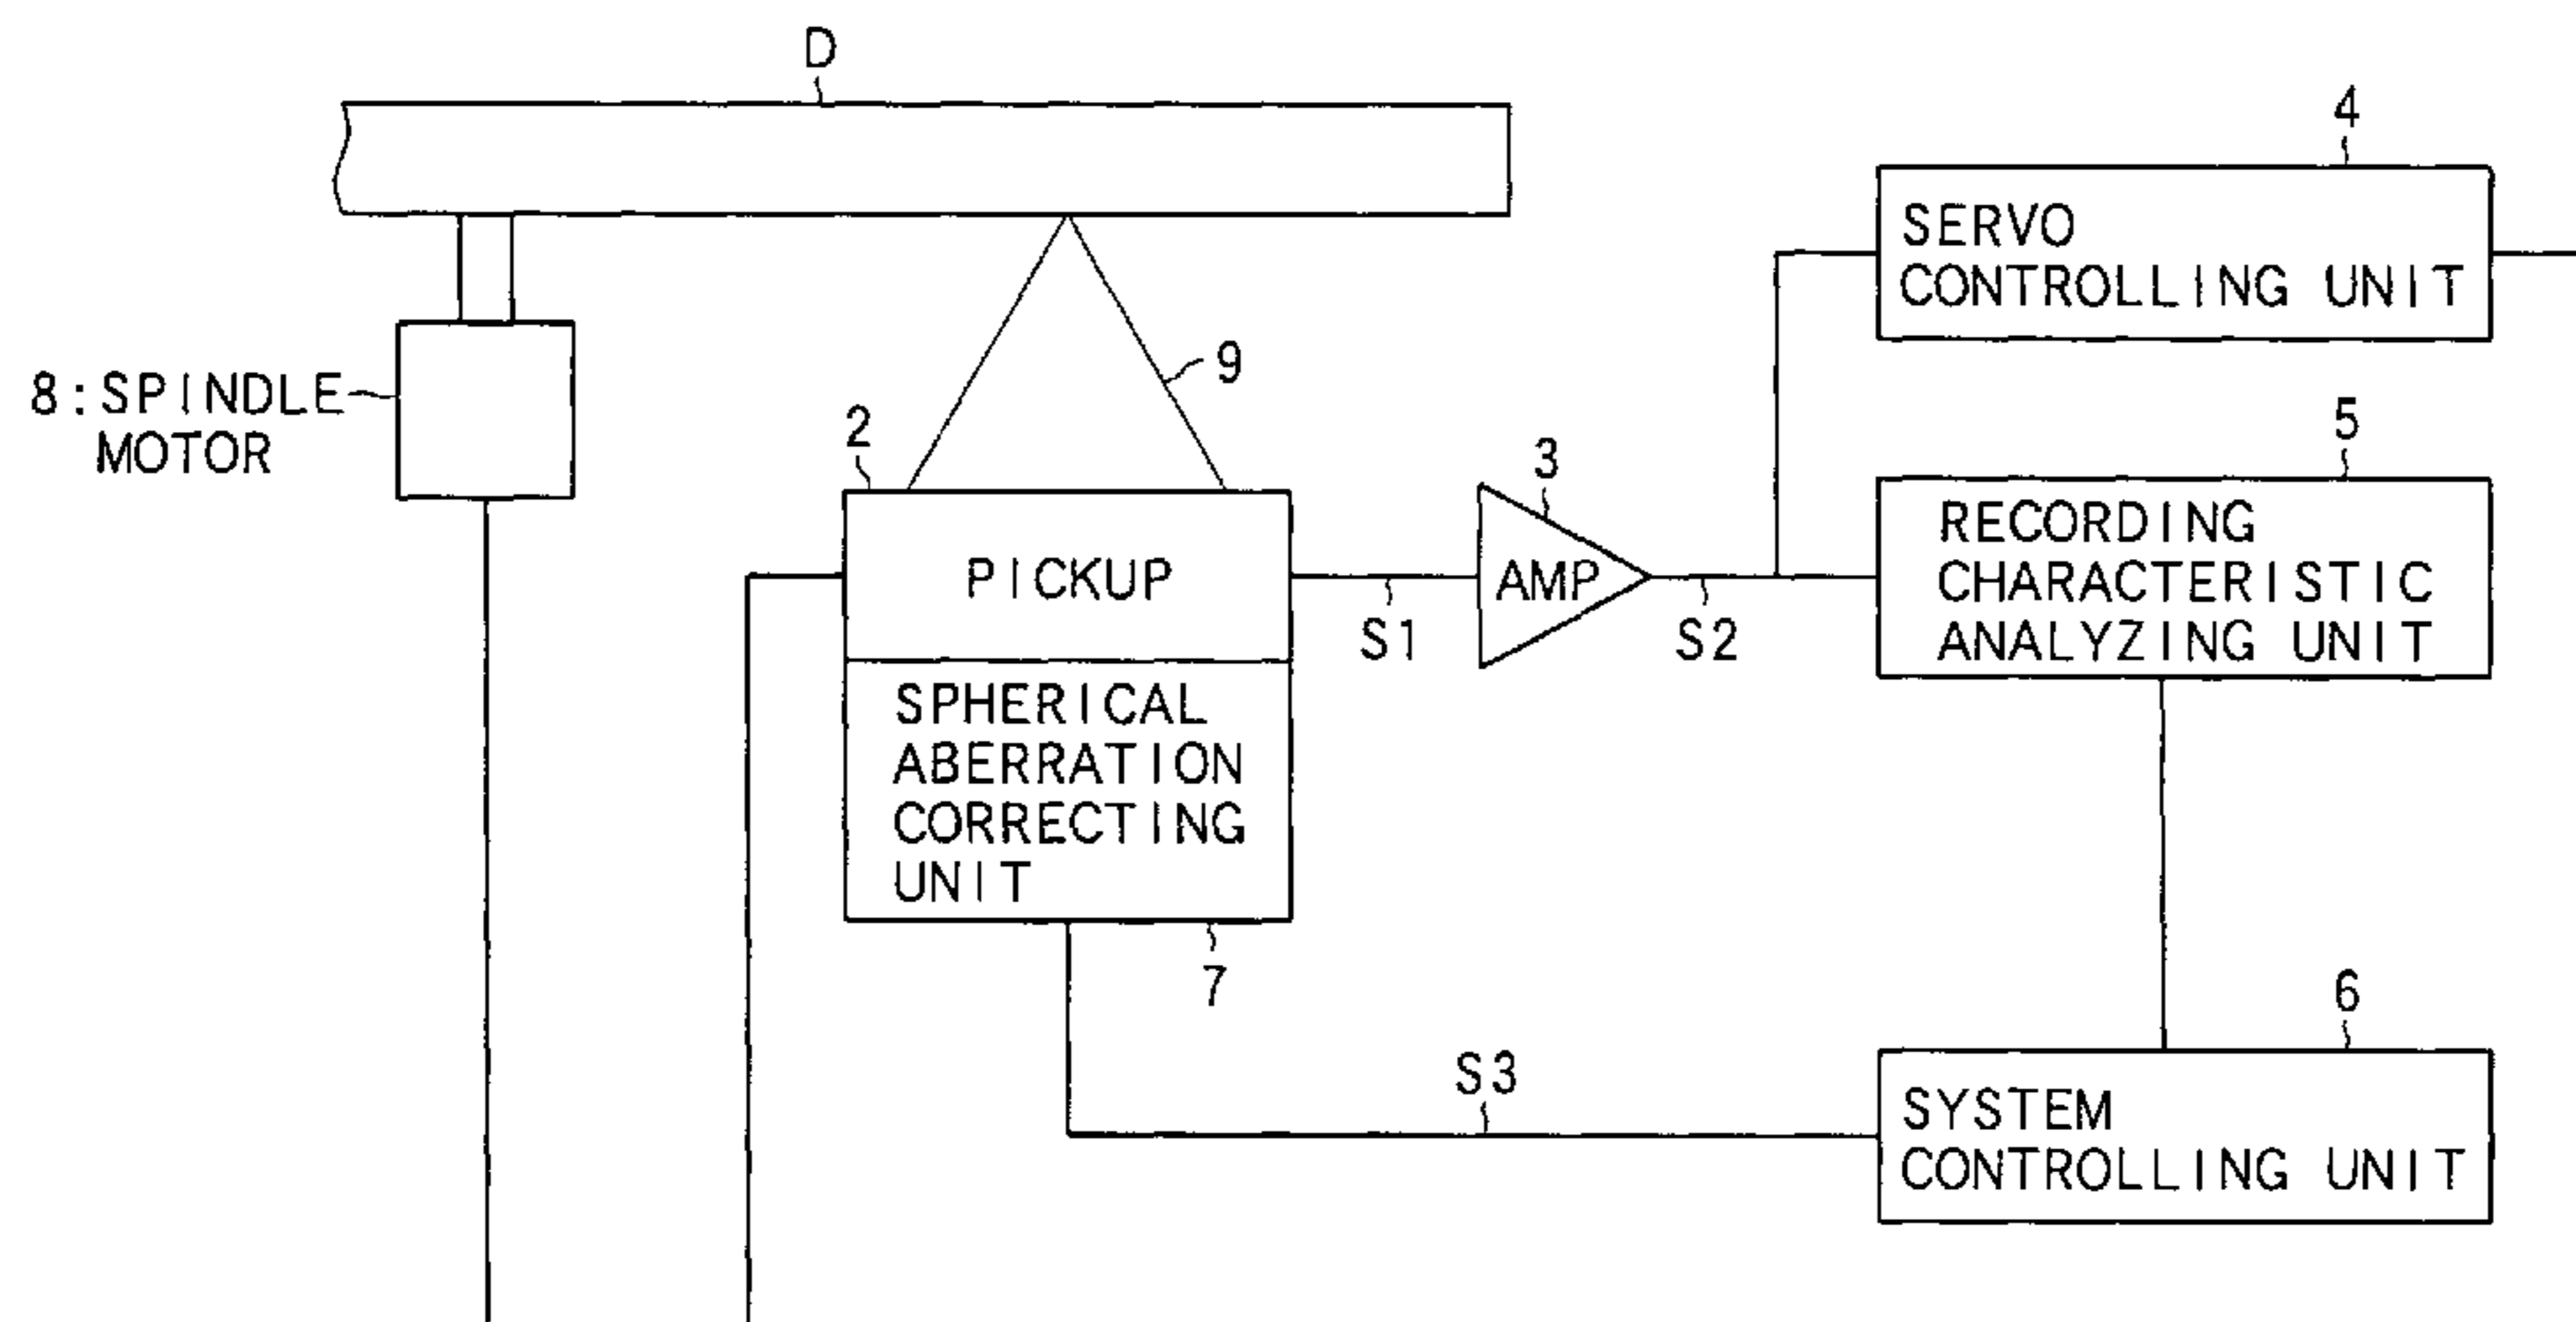 D
4
SERVO
CONTROLLING UNIT
9
8:SPINDLE
MOTOR
2
3
5
PICKUP
AMP
S1
S2
RECORDING
CHARACTERISTIC
ANALYZING UNIT
SPHERICAL
ABERRATION
CORRECTING
UNIT
7
6
S3
SYSTEM
CONTROLLING UNIT